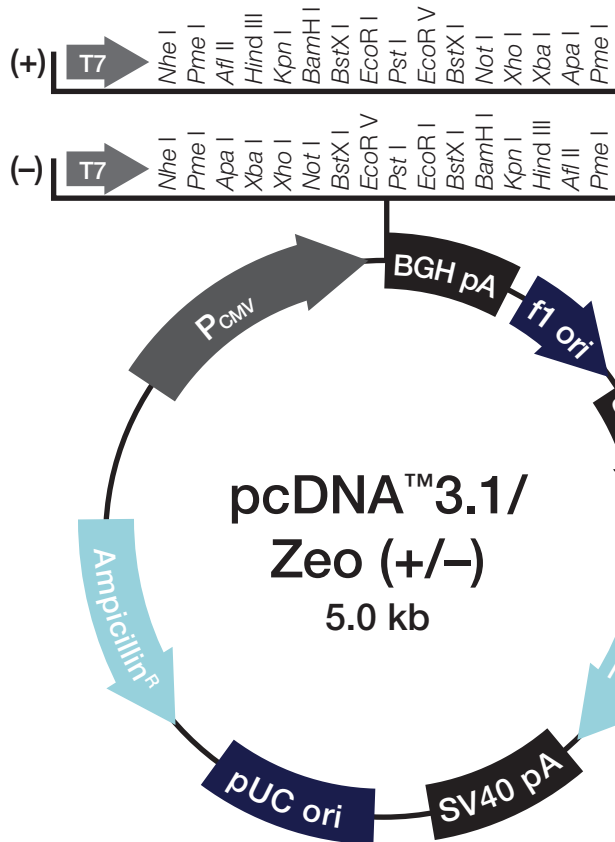 (+) T7 Nhe I Pme I Afl II Hind III Kpn I BamH I BstX I EcoR I Pst I EcoR V BstX I Not I Xho I Xba I Apa I Pme I
(–) T7 Nhe I Pme I Apa I Xba I Xho I Not I BstX I EcoR V Pst I EcoR I BstX I BamH I Kpn I Hind III Afl II Pme I
BGH pA
PCMV
f1 ori
pcDNA™3.1/
Zeo (+/–)
5.0 kb
AmpicillinR
SV40 pA
pUC ori